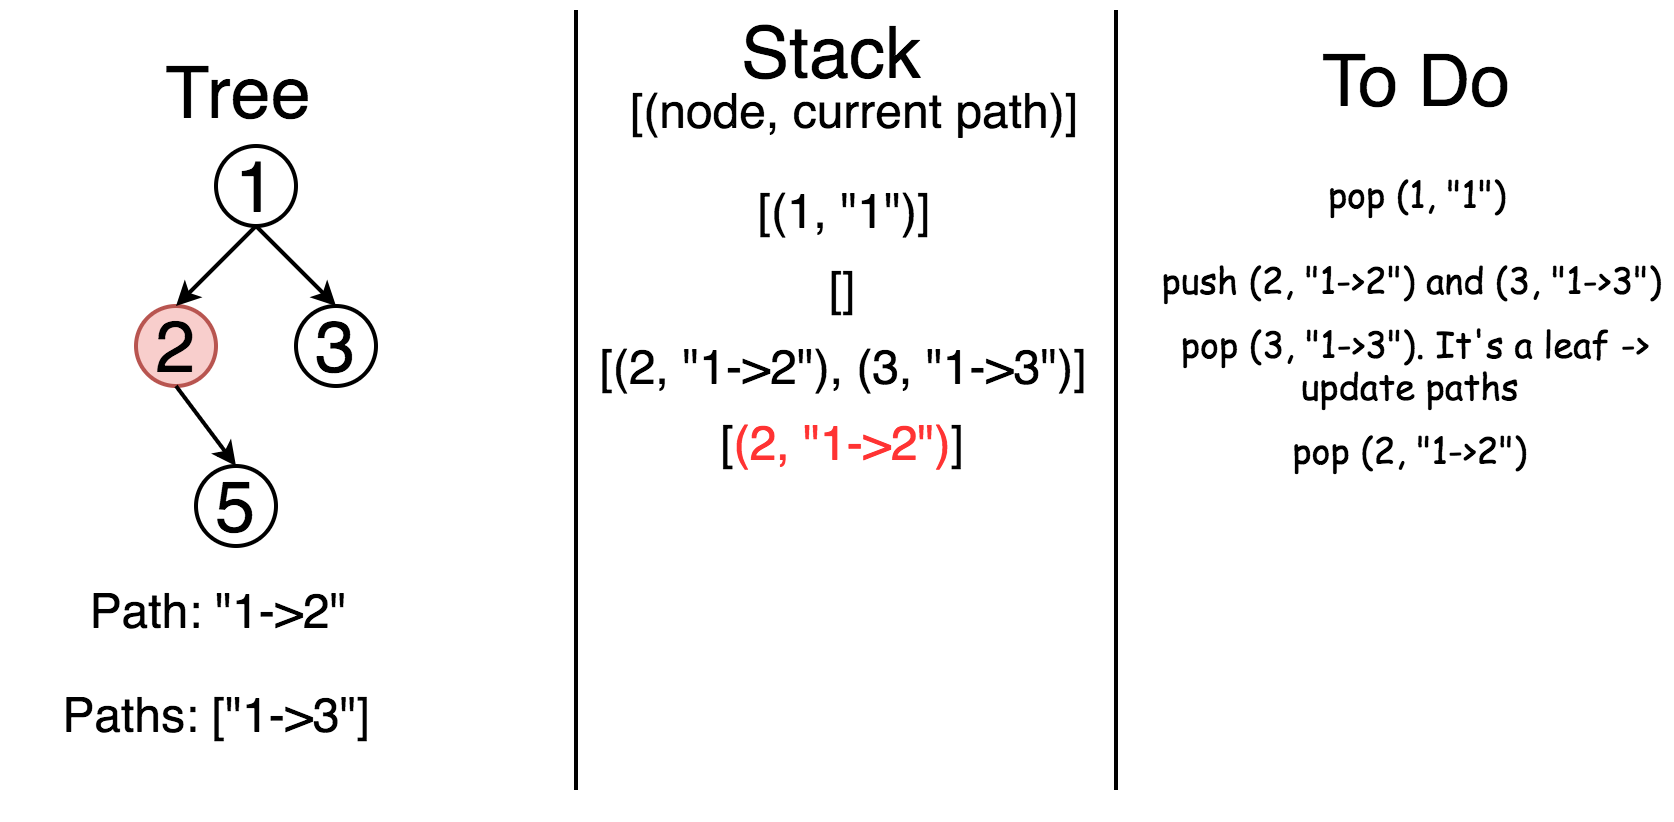 Tree
1
2
3
5
Path: "1->2"
Paths: ["1->3"]
Stack
[(node, current path)]
[(1, "1")]
[]
[(2, "1->2"), (3, "1->3")]
[(2, "1->2")]
To Do
pop (1, "1")
push (2, "1->2") and (3, "1->3")
pop (3, "1->3"). It's a leaf ->
update paths
pop (2, "1->2")